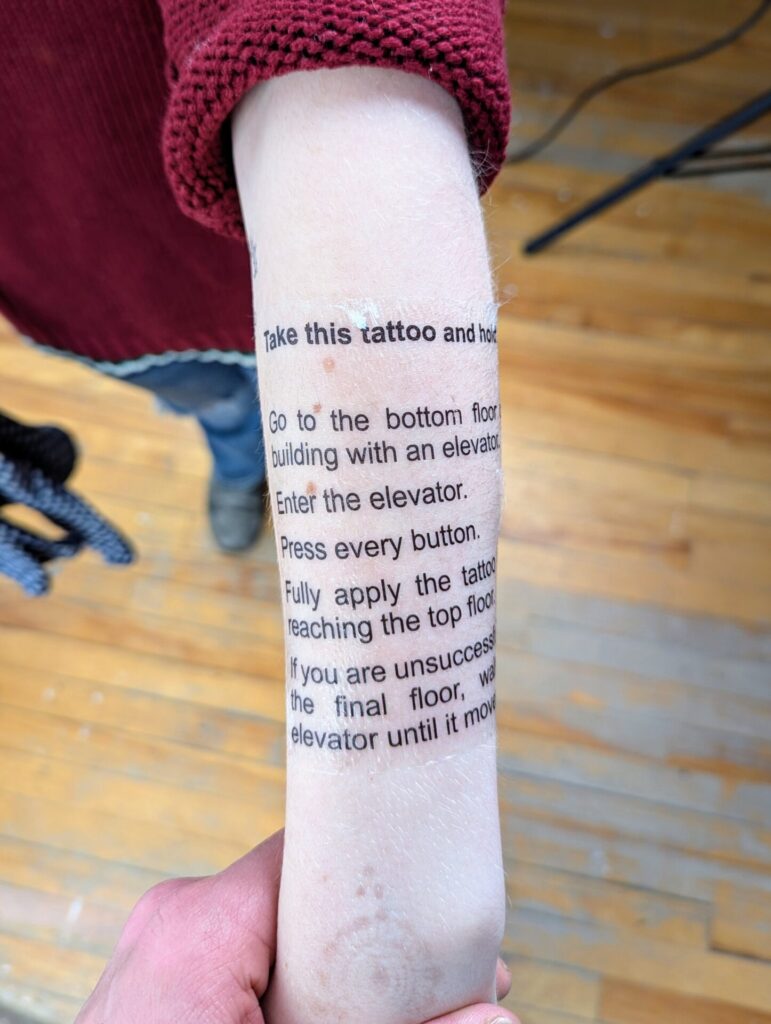 Take this tattoo and hold
Go to the bottom floor
building with an elevator.
Enter the elevator.
Press every button.
Fully apply the tattoo
reaching the top floor.
If you are
the final floor,
elevator until it